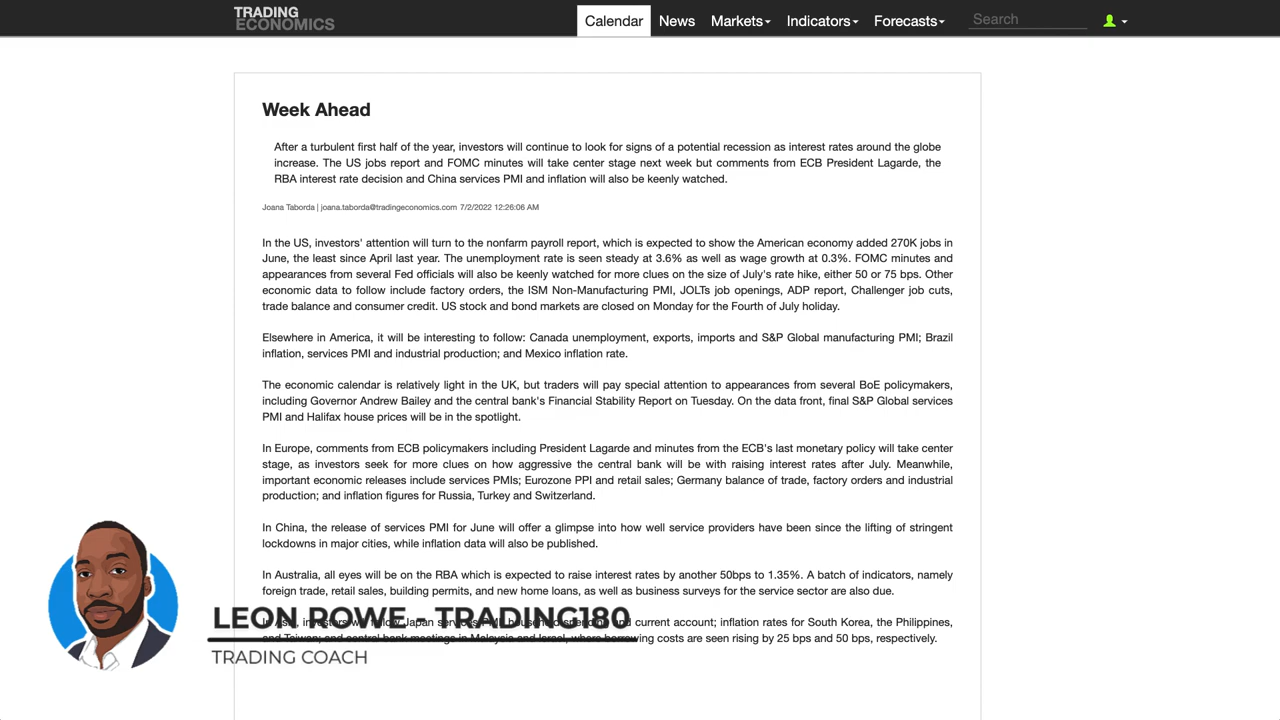 TRADING
ECONOMICS
Calendar News Markets Indicators Forecasts Search
Week Ahead
After a turbulent first half of the year, investors will continue to look for signs of a potential recession as interest rates around the globe
increase. The US jobs report and FOMC minutes will take center stage next week but comments from ECB President Lagarde, the
RBA interest rate decision and China services PMI and inflation will also be keenly watched.
Joana Taborda | joana.taborda@tradingeconomics.com 7/2/2022 12:26:06 AM
In the US, investors' attention will turn to the nonfarm payroll report, which is expected to show the American economy added 270K jobs in
June, the least since April last year. The unemployment rate is seen steady at 3.6% as well as wage growth at 0.3%. FOMC minutes and
appearances from several Fed officials will also be keenly watched for more clues on the size of July's rate hike, either 50 or 75 bps. Other
economic data to follow include factory orders, the ISM Non-Manufacturing PMI, JOLTs job openings, ADP report, Challenger job cuts,
trade balance and consumer credit. US stock and bond markets are closed on Monday for the Fourth of July holiday.
Elsewhere in America, it will be interesting to follow: Canada unemployment, exports, imports and S&P Global manufacturing PMI; Brazil
inflation, services PMI and industrial production; and Mexico inflation rate.
The economic calendar is relatively light in the UK, but traders will pay special attention to appearances from several BoE policymakers,
including Governor Andrew Bailey and the central bank's Financial Stability Report on Tuesday. On the data front, final S&P Global services
PMI and Halifax house prices will be in the spotlight.
In Europe, comments from ECB policymakers including President Lagarde and minutes from the ECB's last monetary policy will take center
stage, as investors seek for more clues on how aggressive the central bank will be with raising interest rates after July. Meanwhile,
important economic releases include services PMIs; Eurozone PPI and retail sales; Germany balance of trade, factory orders and industrial
production; and inflation figures for Russia, Turkey and Switzerland.
In China, the release of services PMI for June will offer a glimpse into how well service providers have been since the lifting of stringent
lockdowns in major cities, while inflation data will also be published.
In Australia, all eyes will be on the RBA which is expected to raise interest rates by another 50bps to 1.35%. A batch of indicators, namely
foreign trade, retail sales, building permits, and new home loans, as well as business surveys for the service sector are also due.
In Asia, investors will follow Japan services PMI, household spending and current account; inflation rates for South Korea, the Philippines,
and Taiwan; and central bank meetings in Malaysia and Israel, where borrowing costs are seen rising by 25 bps and 50 bps, respectively.
LEON ROWE - TRADING180
TRADING COACH